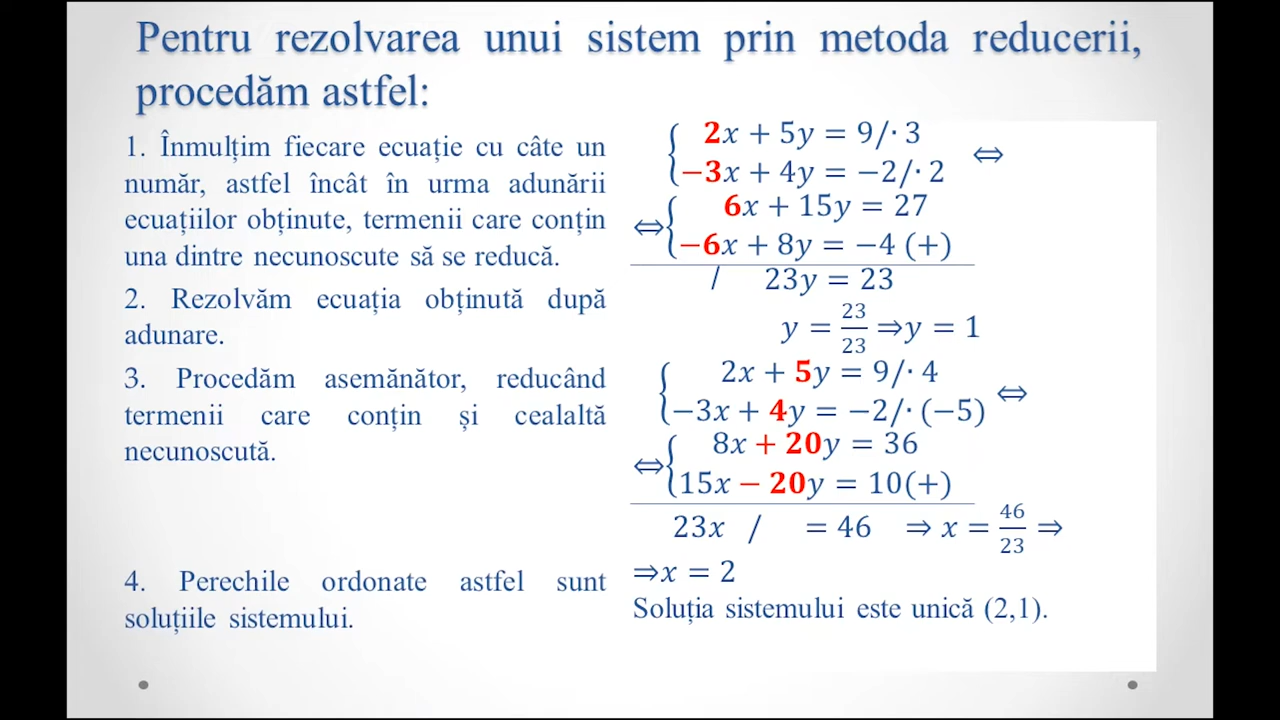 Pentru rezolvarea unui sistem prin metoda reducerii,
procedăm astfel:
1. Înmulțim fiecare ecuație cu câte un
număr, astfel încât în urma adunării
ecuațiilor obținute, termenii care conțin
una dintre necunoscute să se reducă.
2. Rezolvăm ecuația obținută după
adunare.
3. Procedăm asemănător, reducând
termenii care conțin și cealaltă
necunoscută.
4. Perechile ordonate astfel sunt
soluțiile sistemului.
{ 2x + 5y = 9/· 3
−3x + 4y = −2/· 2 ⇔
⇔ { 6x + 15y = 27
−6x + 8y = −4 (+)
/ 23y = 23
y = 23/23 ⇒ y = 1
{ 2x + 5y = 9/· 4
−3x + 4y = −2/· (−5) ⇔
⇔ { 8x + 20y = 36
15x − 20y = 10(+)
23x / = 46 ⇒ x = 46/23 ⇒
⇒ x = 2
Soluția sistemului este unică (2,1).